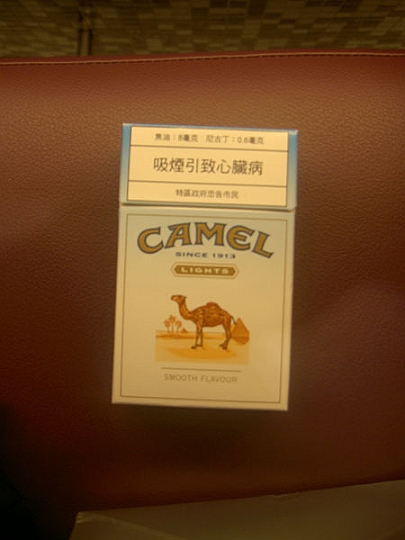 焦油：8毫克 尼古丁：0.6毫克
吸煙引致心臟病
特區政府忠告市民
CAMEL
SINCE 1913
LIGHTS
SMOOTH FLAVOUR